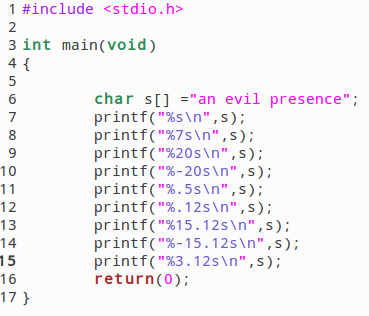 1 #include <stdio.h>
2
3 int main(void)
4 {
5
6         char s[] ="an evil presence";
7         printf("%s\n",s);
8         printf("%7s\n",s);
9         printf("%20s\n",s);
10         printf("%-20s\n",s);
11         printf("%.5s\n",s);
12         printf("%.12s\n",s);
13         printf("%15.12s\n",s);
14         printf("%-15.12s\n",s);
15         printf("%3.12s\n",s);
16         return(0);
17 }